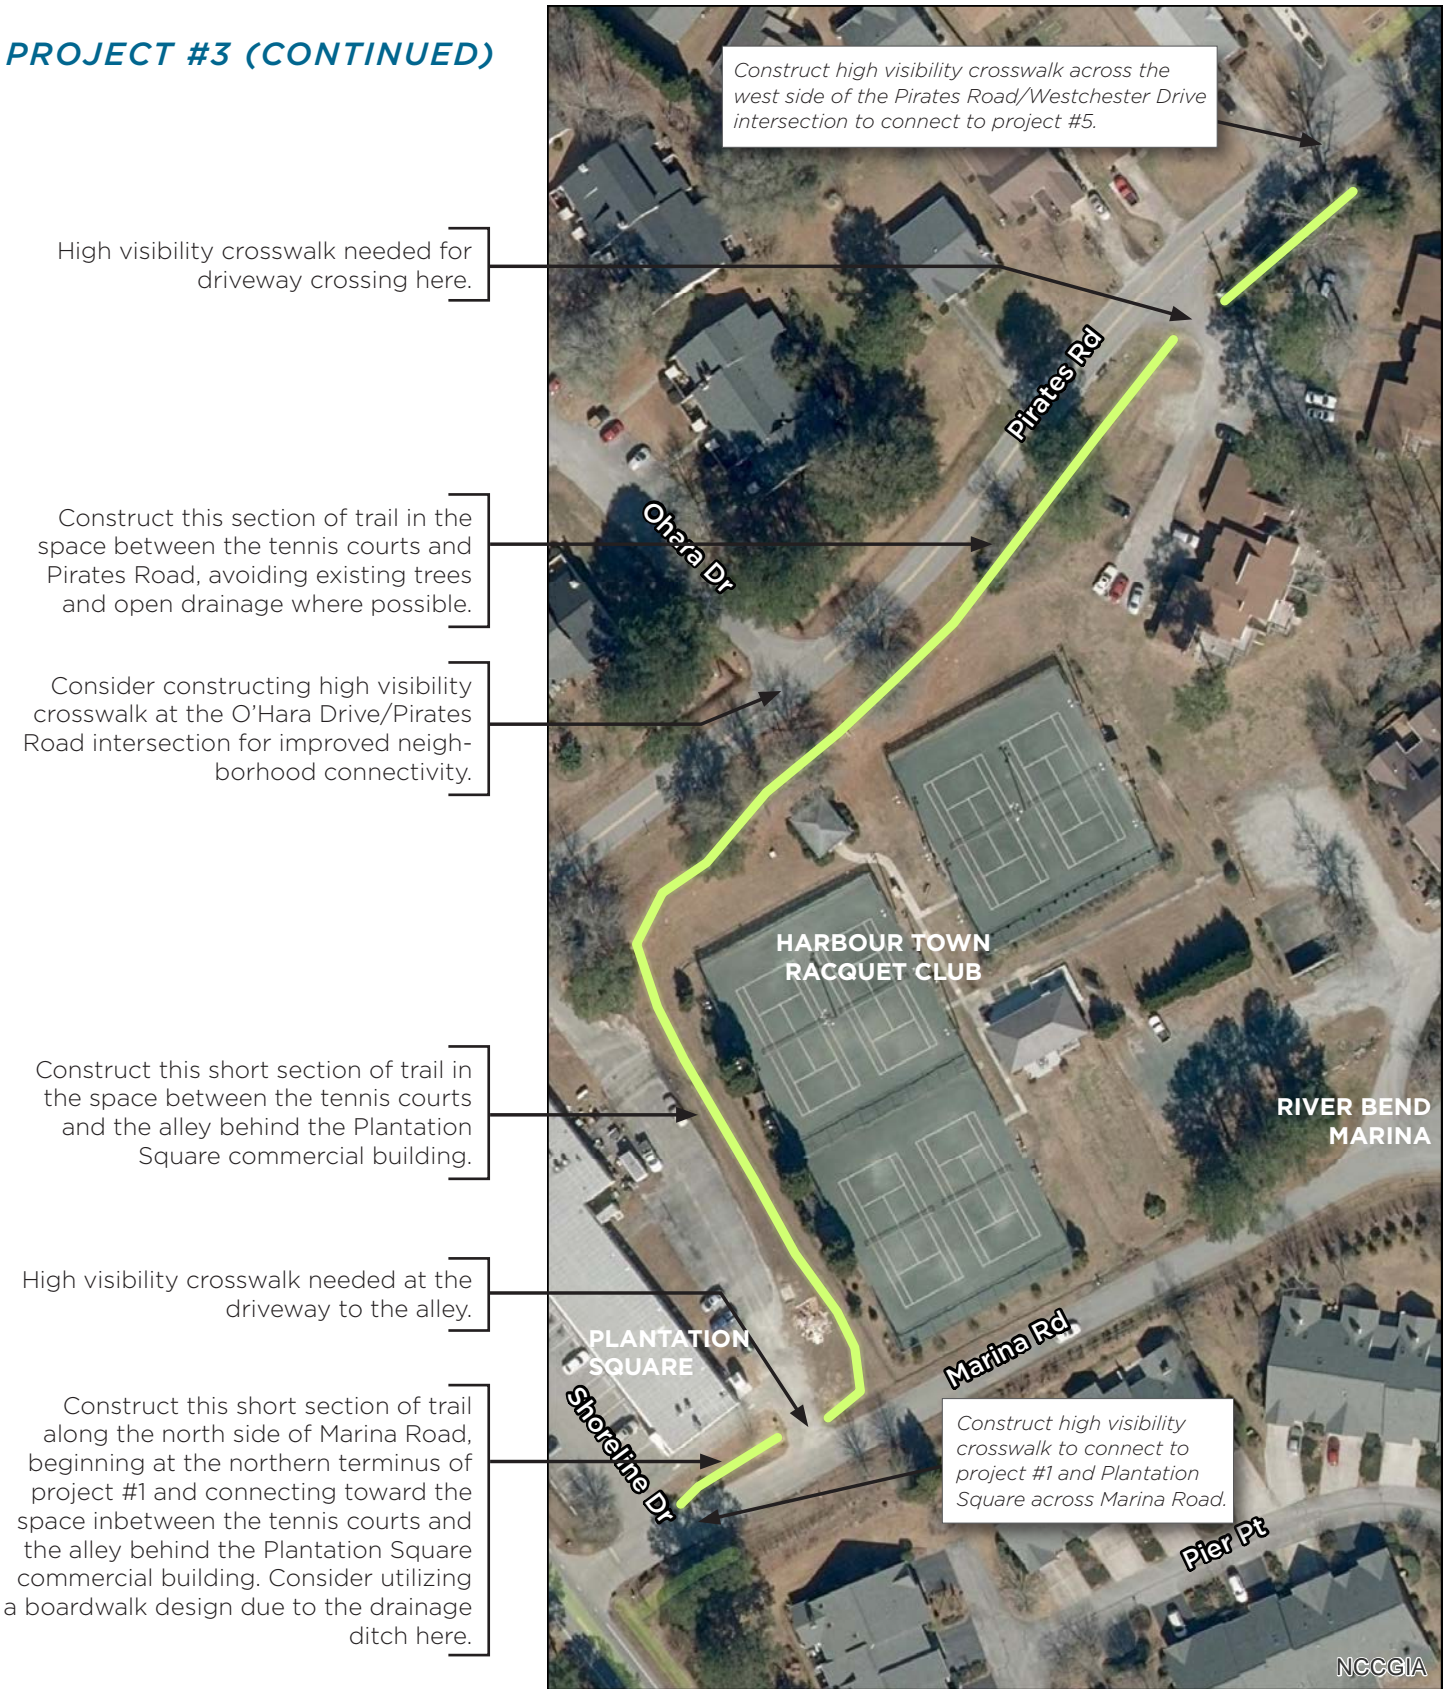 PROJECT #3 (CONTINUED)
Construct high visibility crosswalk across the
west side of the Pirates Road/Westchester Drive
intersection to connect to project #5.
High visibility crosswalk needed for
driveway crossing here.
Pirates Rd
Construct this section of trail in the
space between the tennis courts and
Pirates Road, avoiding existing trees
and open drainage where possible.
Ohara Dr
Consider constructing high visibility
crosswalk at the O'Hara Drive/Pirates
Road intersection for improved neigh-
borhood connectivity.
HARBOUR TOWN
RACQUET CLUB
Construct this short section of trail in
the space between the tennis courts
and the alley behind the Plantation
Square commercial building.
RIVER BEND
MARINA
High visibility crosswalk needed at the
driveway to the alley.
PLANTATION
SQUARE
Marina Rd
Shoreline Dr
Construct this short section of trail
along the north side of Marina Road,
beginning at the northern terminus of
project #1 and connecting toward the
space inbetween the tennis courts and
the alley behind the Plantation Square
commercial building. Consider utilizing
a boardwalk design due to the drainage
ditch here.
Construct high visibility
crosswalk to connect to
project #1 and Plantation
Square across Marina Road.
Pier Pt
NCCGIA